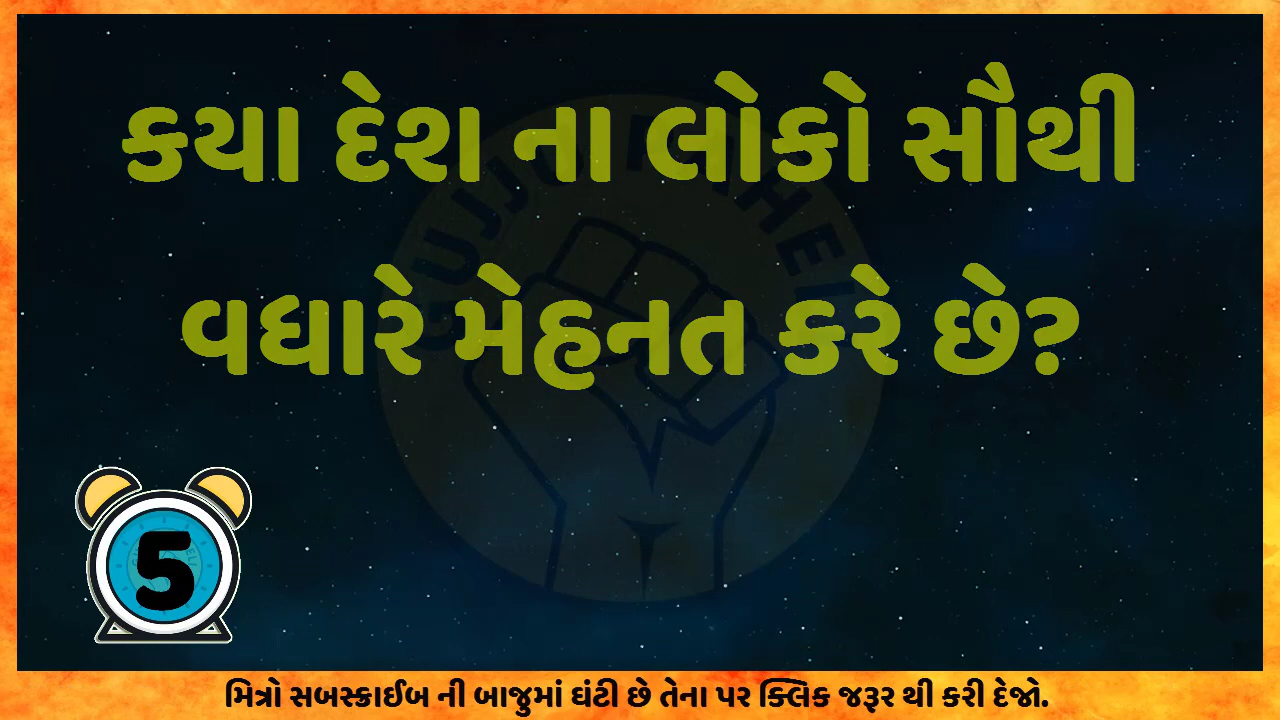 કયા દેશ ના લોકો સૌથી
વધારે મેહનત કરે છે?
5
મિત્રો સબસ્ક્રાઈબ ની બાજુમાં ઘંટી છે તેના પર ક્લિક જરૂર થી કરી દેજો.